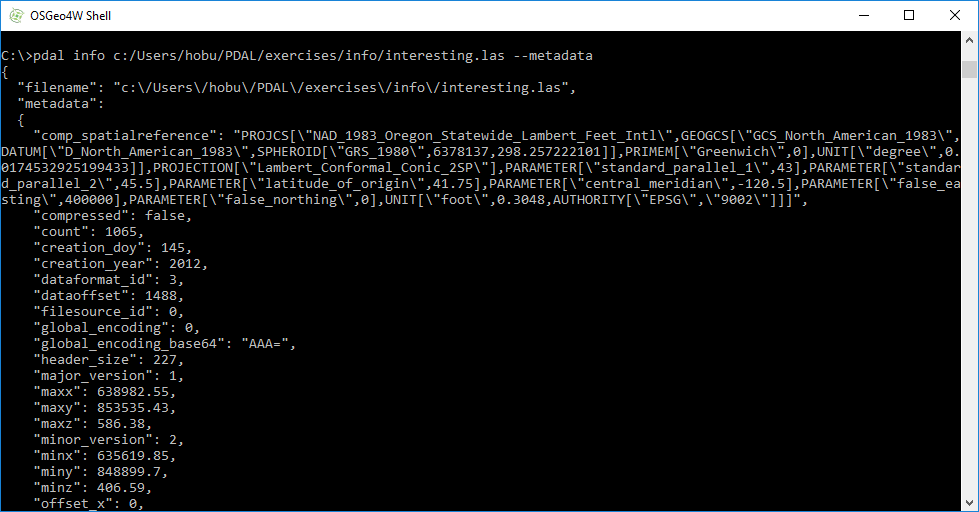 OSGeo4W Shell
C:\>pdal info c:/Users/hobu/PDAL/exercises/info/interesting.las --metadata
{
  "filename": "c:\/Users\/hobu\/PDAL\/exercises\/info\/interesting.las",
  "metadata":
  {
    "comp_spatialreference": "PROJCS[\"NAD_1983_Oregon_Statewide_Lambert_Feet_Intl\",GEOGCS[\"GCS_North_American_1983\",
DATUM[\"D_North_American_1983\",SPHEROID[\"GRS_1980\",6378137,298.257222101]],PRIMEM[\"Greenwich\",0],UNIT[\"degree\",0.
0174532925199433]],PROJECTION[\"Lambert_Conformal_Conic_2SP\"],PARAMETER[\"standard_parallel_1\",43],PARAMETER[\"standar
d_parallel_2\",45.5],PARAMETER[\"latitude_of_origin\",41.75],PARAMETER[\"central_meridian\",-120.5],PARAMETER[\"false_ea
sting\",400000],PARAMETER[\"false_northing\",0],UNIT[\"foot\",0.3048,AUTHORITY[\"EPSG\",\"9002\"]]]",
    "compressed": false,
    "count": 1065,
    "creation_doy": 145,
    "creation_year": 2012,
    "dataformat_id": 3,
    "dataoffset": 1488,
    "filesource_id": 0,
    "global_encoding": 0,
    "global_encoding_base64": "AAA=",
    "header_size": 227,
    "major_version": 1,
    "maxx": 638982.55,
    "maxy": 853535.43,
    "maxz": 586.38,
    "minor_version": 2,
    "minx": 635619.85,
    "miny": 848899.7,
    "minz": 406.59,
    "offset_x": 0,